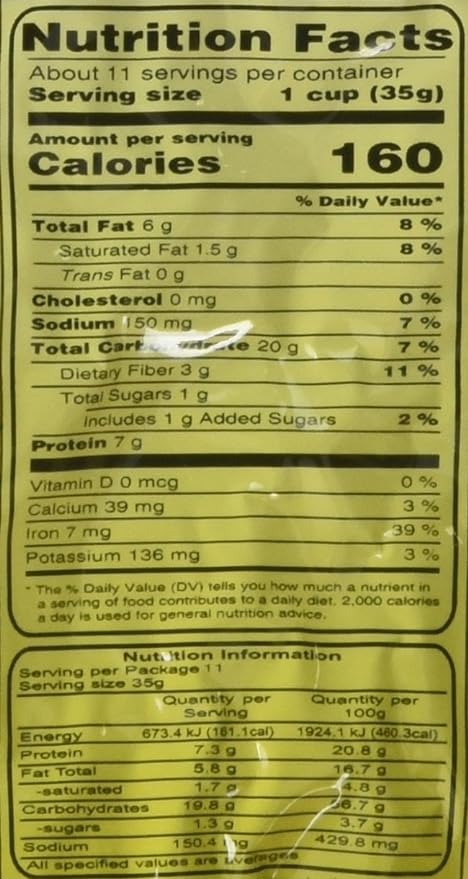 Nutrition Facts
About 11 servings per container
Serving size 1 cup (35g)
Amount per serving
Calories 160
% Daily Value*
Total Fat 6 g 8 %
Saturated Fat 1.5 g 8 %
Trans Fat 0 g
Cholesterol 0 mg 0 %
Sodium 150 mg 7 %
Total Carbohydrate 20 g 7 %
Dietary Fiber 3 g 11 %
Total Sugars 1 g
Includes 1 g Added Sugars 2 %
Protein 7 g
Vitamin D 0 mcg 0 %
Calcium 39 mg 3 %
Iron 7 mg 39 %
Potassium 136 mg 3 %
* The % Daily Value (DV) tells you how much a nutrient in
a serving of food contributes to a daily diet. 2,000 calories
a day is used for general nutrition advice.
Nutrition Information
Serving per Package 11
Serving size 35g
Quantity per Quantity per
Serving 100g
Energy 673.4 kJ (161.1cal) 1924.1 kJ (460.3cal)
Protein 7.3 g 20.8 g
Fat Total 5.8 g 16.7 g
-saturated 1.7 g 4.8 g
Carbohydrates 19.8 g 56.7 g
-sugars 1.3 g 3.7 g
Sodium 150.4 mg 429.8 mg
All specified values are averages